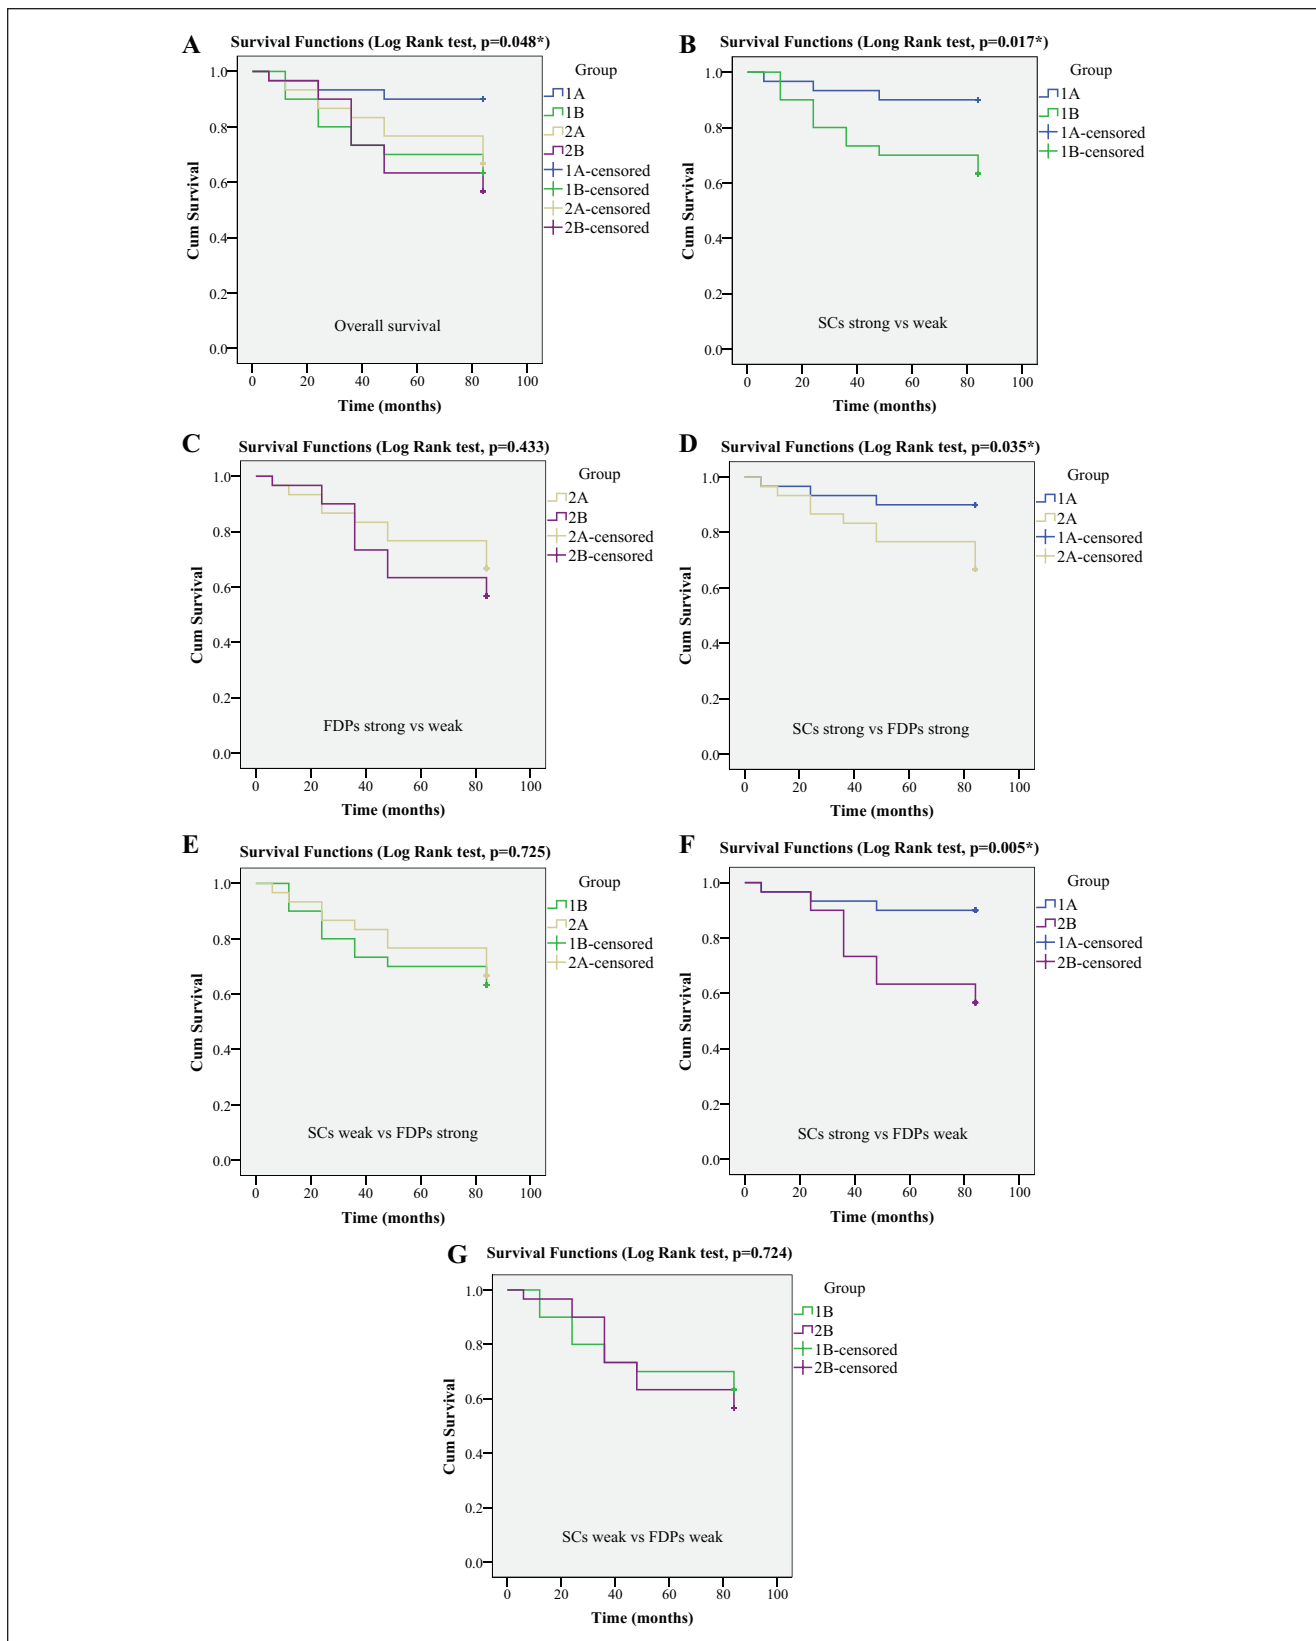 A Survival Functions (Log Rank test, p=0.048*)
Group
1A
1B
2A
2B
1A-censored
1B-censored
2A-censored
2B-censored
Cum Survival
1.0
0.8
0.6
0.4
0.2
0.0
Overall survival
0 20 40 60 80 100
Time (months)
B Survival Functions (Long Rank test, p=0.017*)
Group
1A
1B
1A-censored
1B-censored
Cum Survival
1.0
0.8
0.6
0.4
0.2
0.0
SCs strong vs weak
0 20 40 60 80 100
Time (months)
C Survival Functions (Log Rank test, p=0.433)
Group
2A
2B
2A-censored
2B-censored
Cum Survival
1.0
0.8
0.6
0.4
0.2
0.0
FDPs strong vs weak
0 20 40 60 80 100
Time (months)
D Survival Functions (Log Rank test, p=0.035*)
Group
1A
2A
1A-censored
2A-censored
Cum Survival
1.0
0.8
0.6
0.4
0.2
0.0
SCs strong vs FDPs strong
0 20 40 60 80 100
Time (months)
E Survival Functions (Log Rank test, p=0.725)
Group
1B
2A
1B-censored
2A-censored
Cum Survival
1.0
0.8
0.6
0.4
0.2
0.0
SCs weak vs FDPs strong
0 20 40 60 80 100
Time (months)
F Survival Functions (Log Rank test, p=0.005*)
Group
1A
2B
1A-censored
2B-censored
Cum Survival
1.0
0.8
0.6
0.4
0.2
0.0
SCs strong vs FDPs weak
0 20 40 60 80 100
Time (months)
G Survival Functions (Log Rank test, p=0.724)
Group
1B
2B
1B-censored
2B-censored
Cum Survival
1.0
0.8
0.6
0.4
0.2
0.0
SCs weak vs FDPs weak
0 20 40 60 80 100
Time (months)